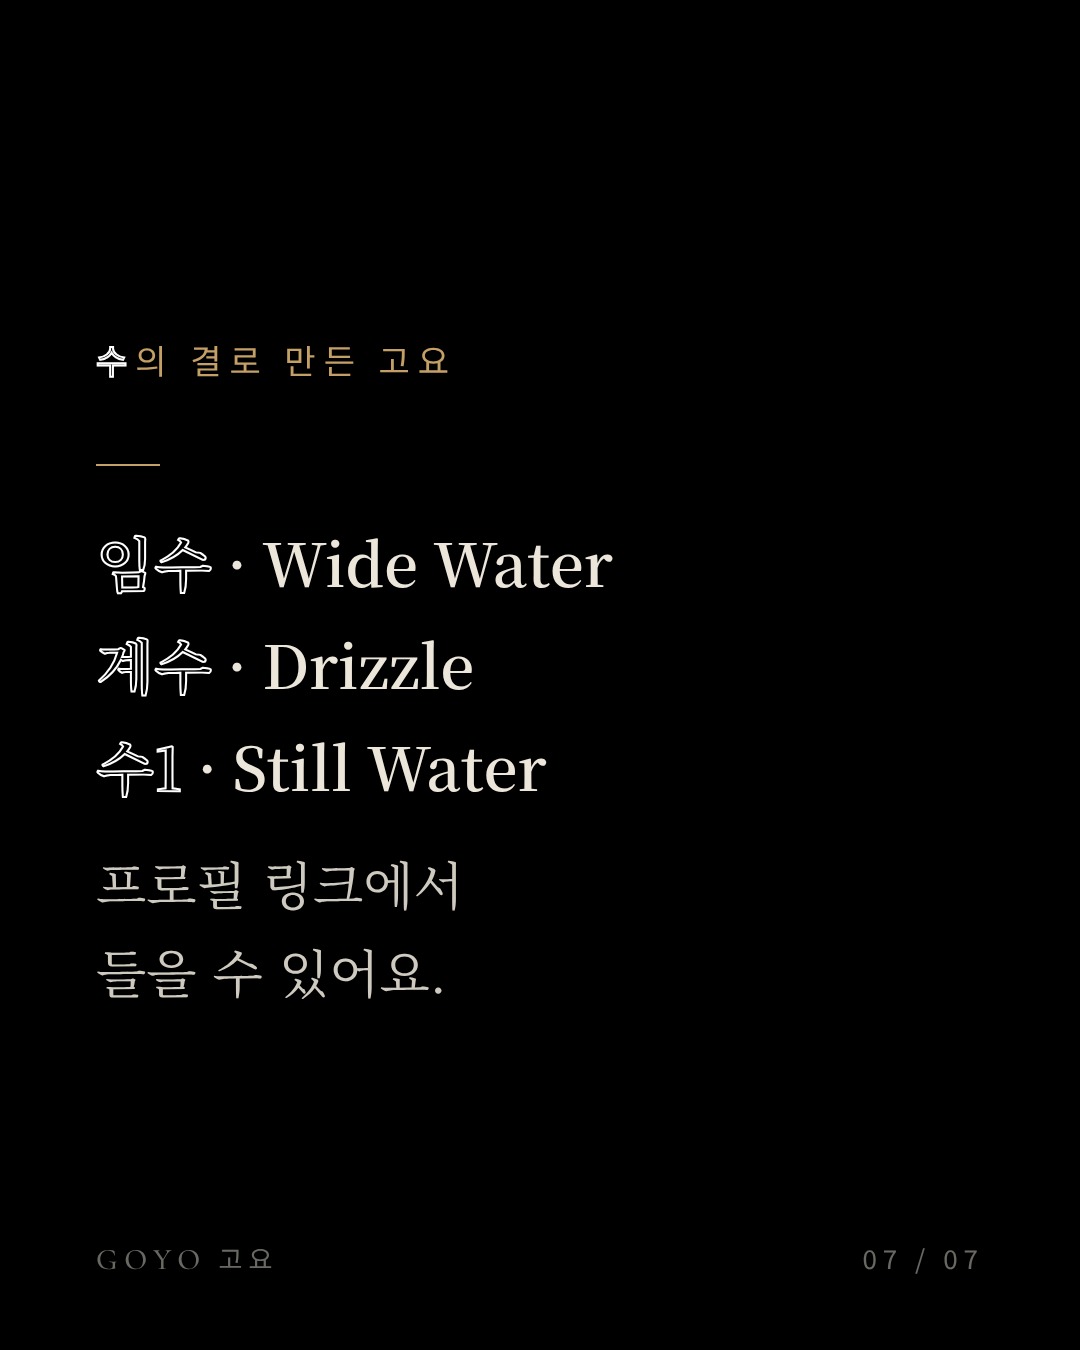 수의 결로 만든 고요
임수 · Wide Water
계수 · Drizzle
수1 · Still Water
프로필 링크에서
들을 수 있어요.
GOYO 고요
07 / 07